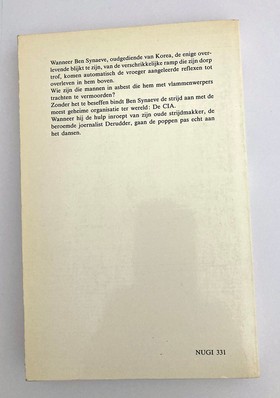 Wanneer Ben Synaeve, oudgediende van Korea, de enige over-
levende blijkt te zijn, van de verschrikkelijke ramp die zijn dorp
trof, komen automatisch de vroeger aangeleerde reflexen tot
overleven in hem boven.
Wie zijn die mannen in asbest die hem met vlammenwerpers
trachten te vermoorden?
Zonder het te beseffen bindt Ben Synaeve de strijd aan met de
meest geheime organisatie ter wereld: De CIA.
Wanneer hij de hulp inroept van zijn oude strijdmakker, de
beroemde journalist Derudder, gaan de poppen pas echt aan
het dansen.
NUGI 331